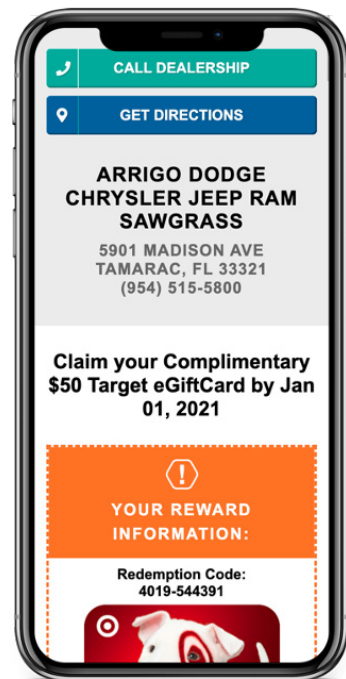 CALL DEALERSHIP
GET DIRECTIONS
ARRIGO DODGE
CHRYSLER JEEP RAM
SAWGRASS
5901 MADISON AVE
TAMARAC, FL 33321
(954) 515-5800
Claim your Complimentary
$50 Target eGiftCard by Jan
01, 2021
YOUR REWARD
INFORMATION:
Redemption Code:
4019-544391